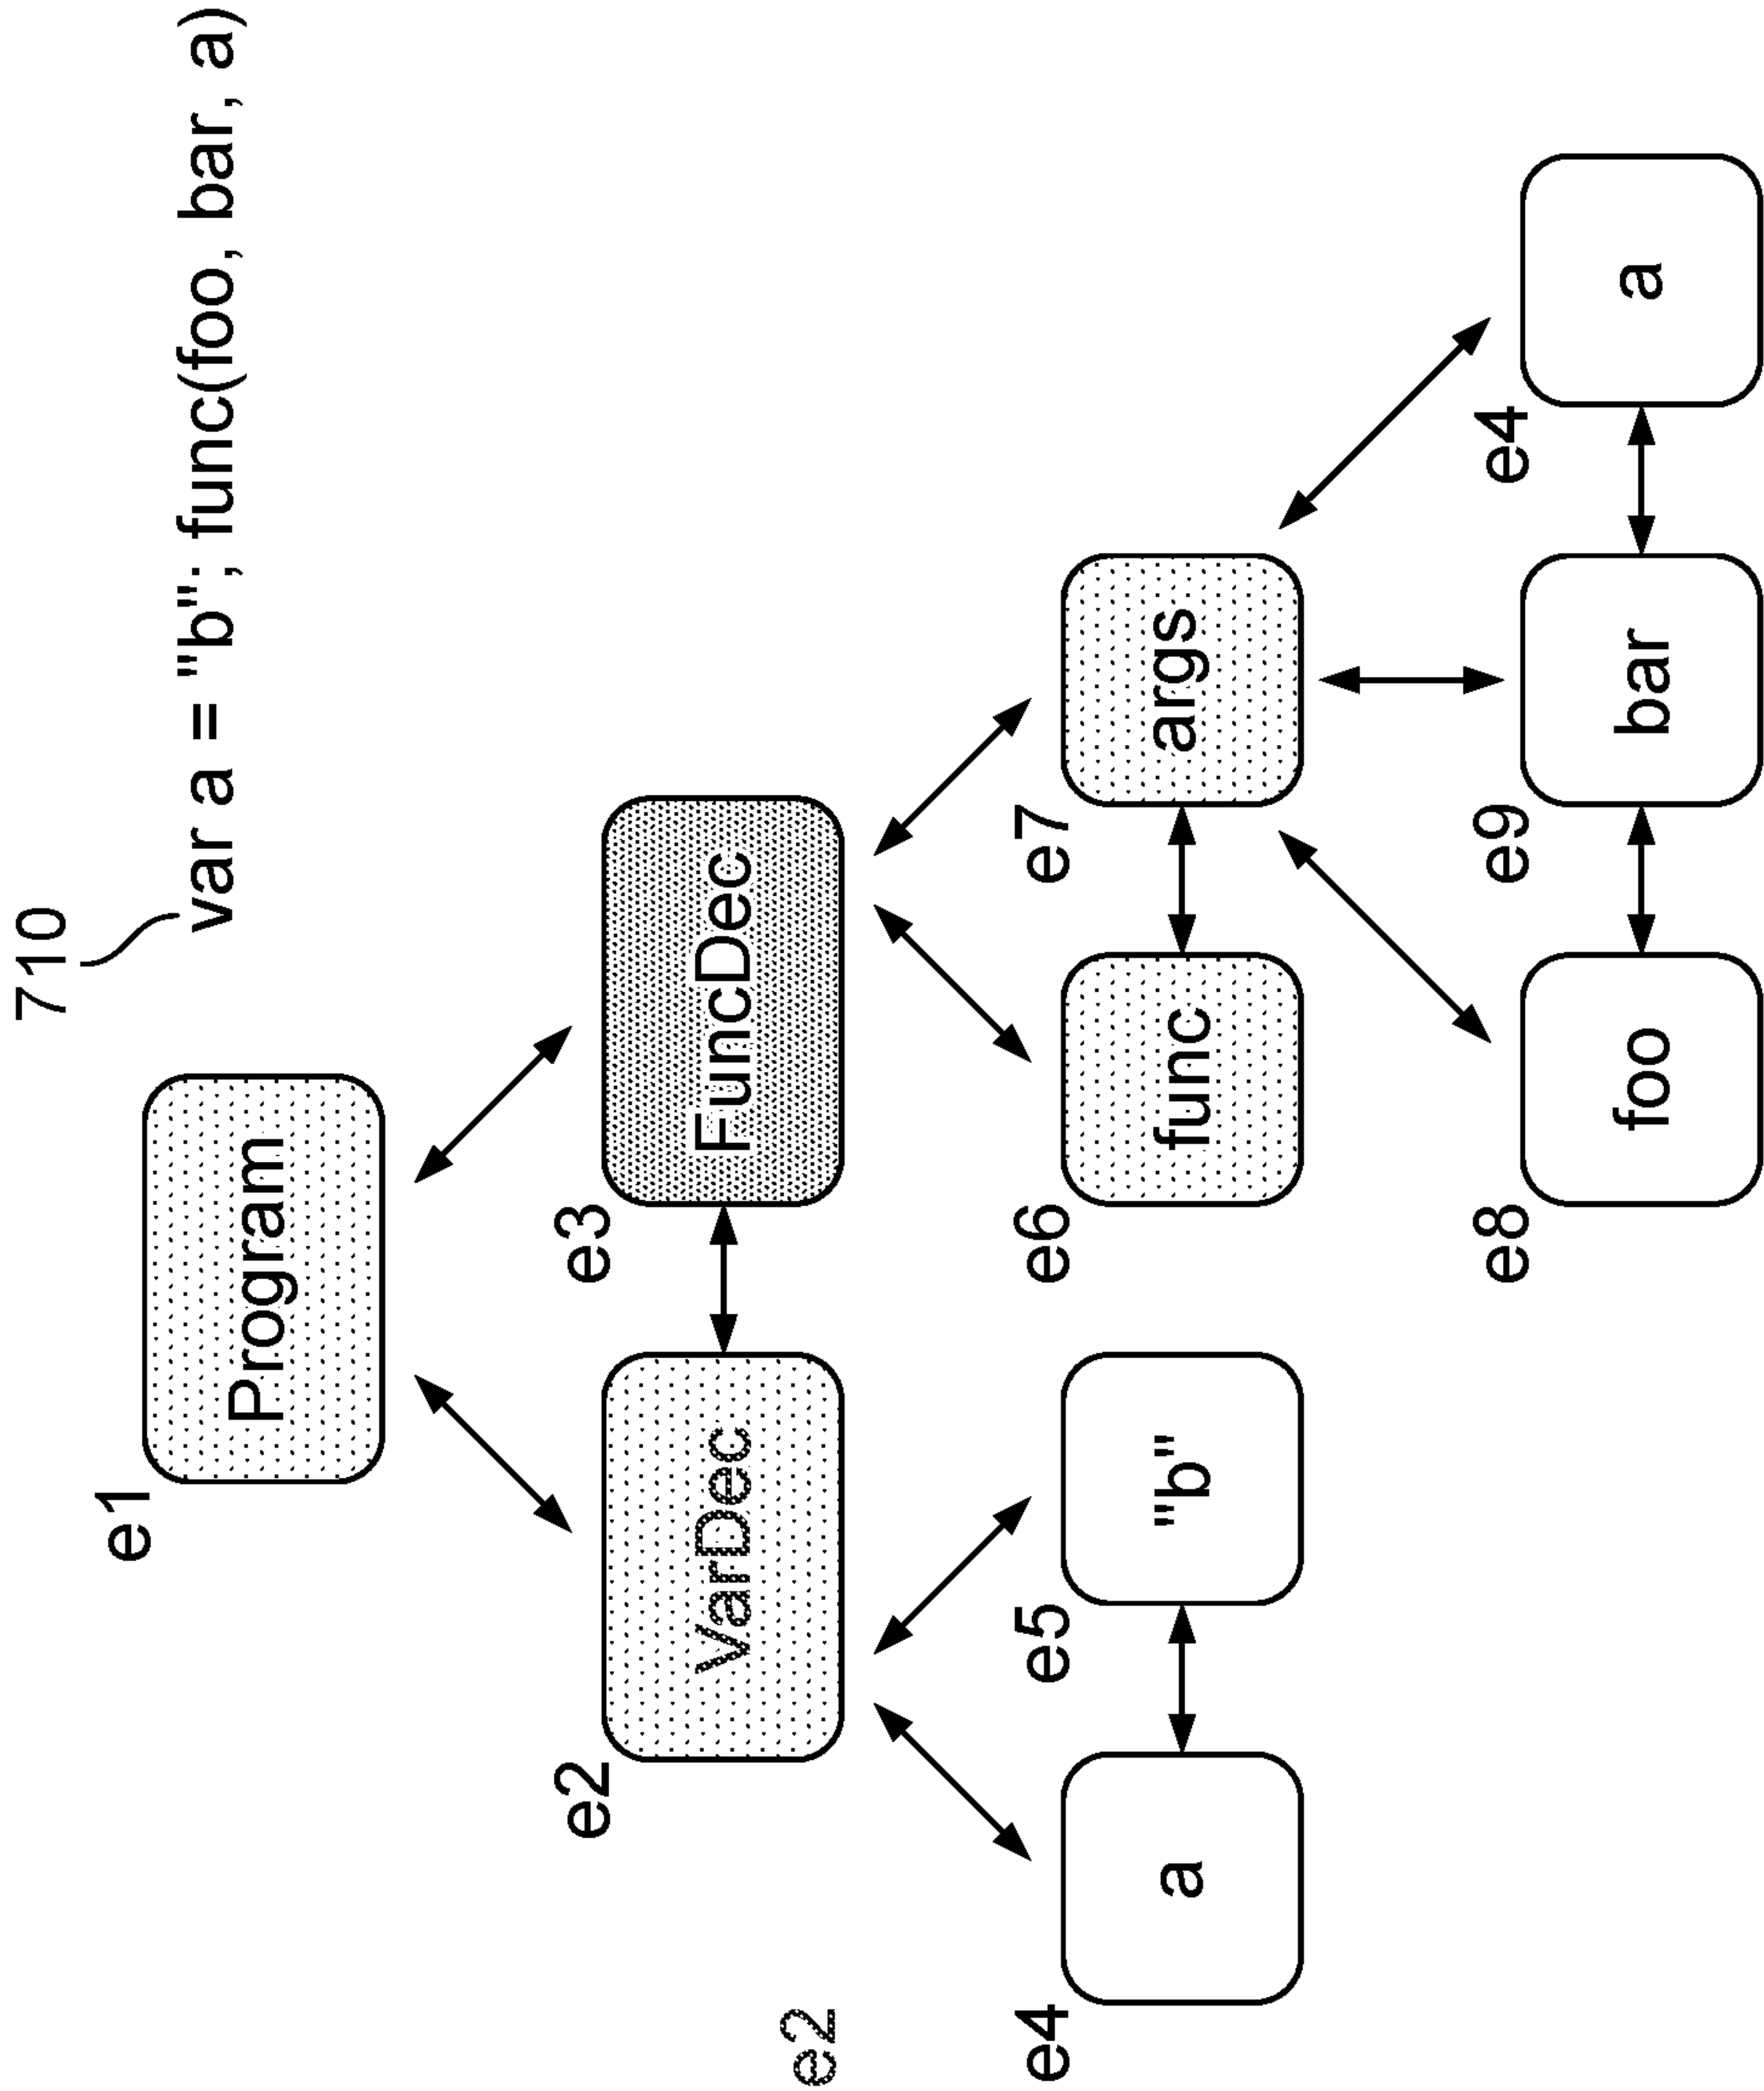 710
var a = "b"; func(foo, bar, a)
e1
Program
e2
VarDec
e3
FuncDec
e2
e4
a
e5
"b"
e6
func
e7
args
e8
foo
e9
bar
e4
a